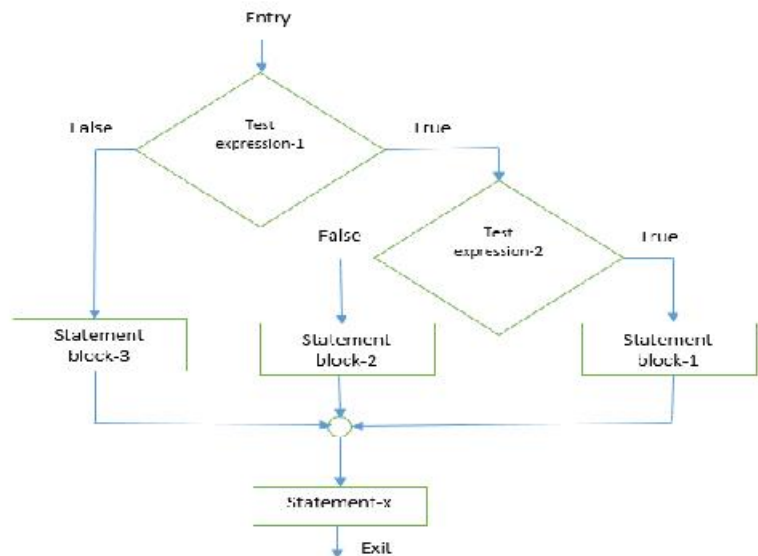 Entry
False
Test
expression-1
True
False
Test
expression-2
True
Statement
block-3
Statement
block-2
Statement
block-1
Statement-x
Exit